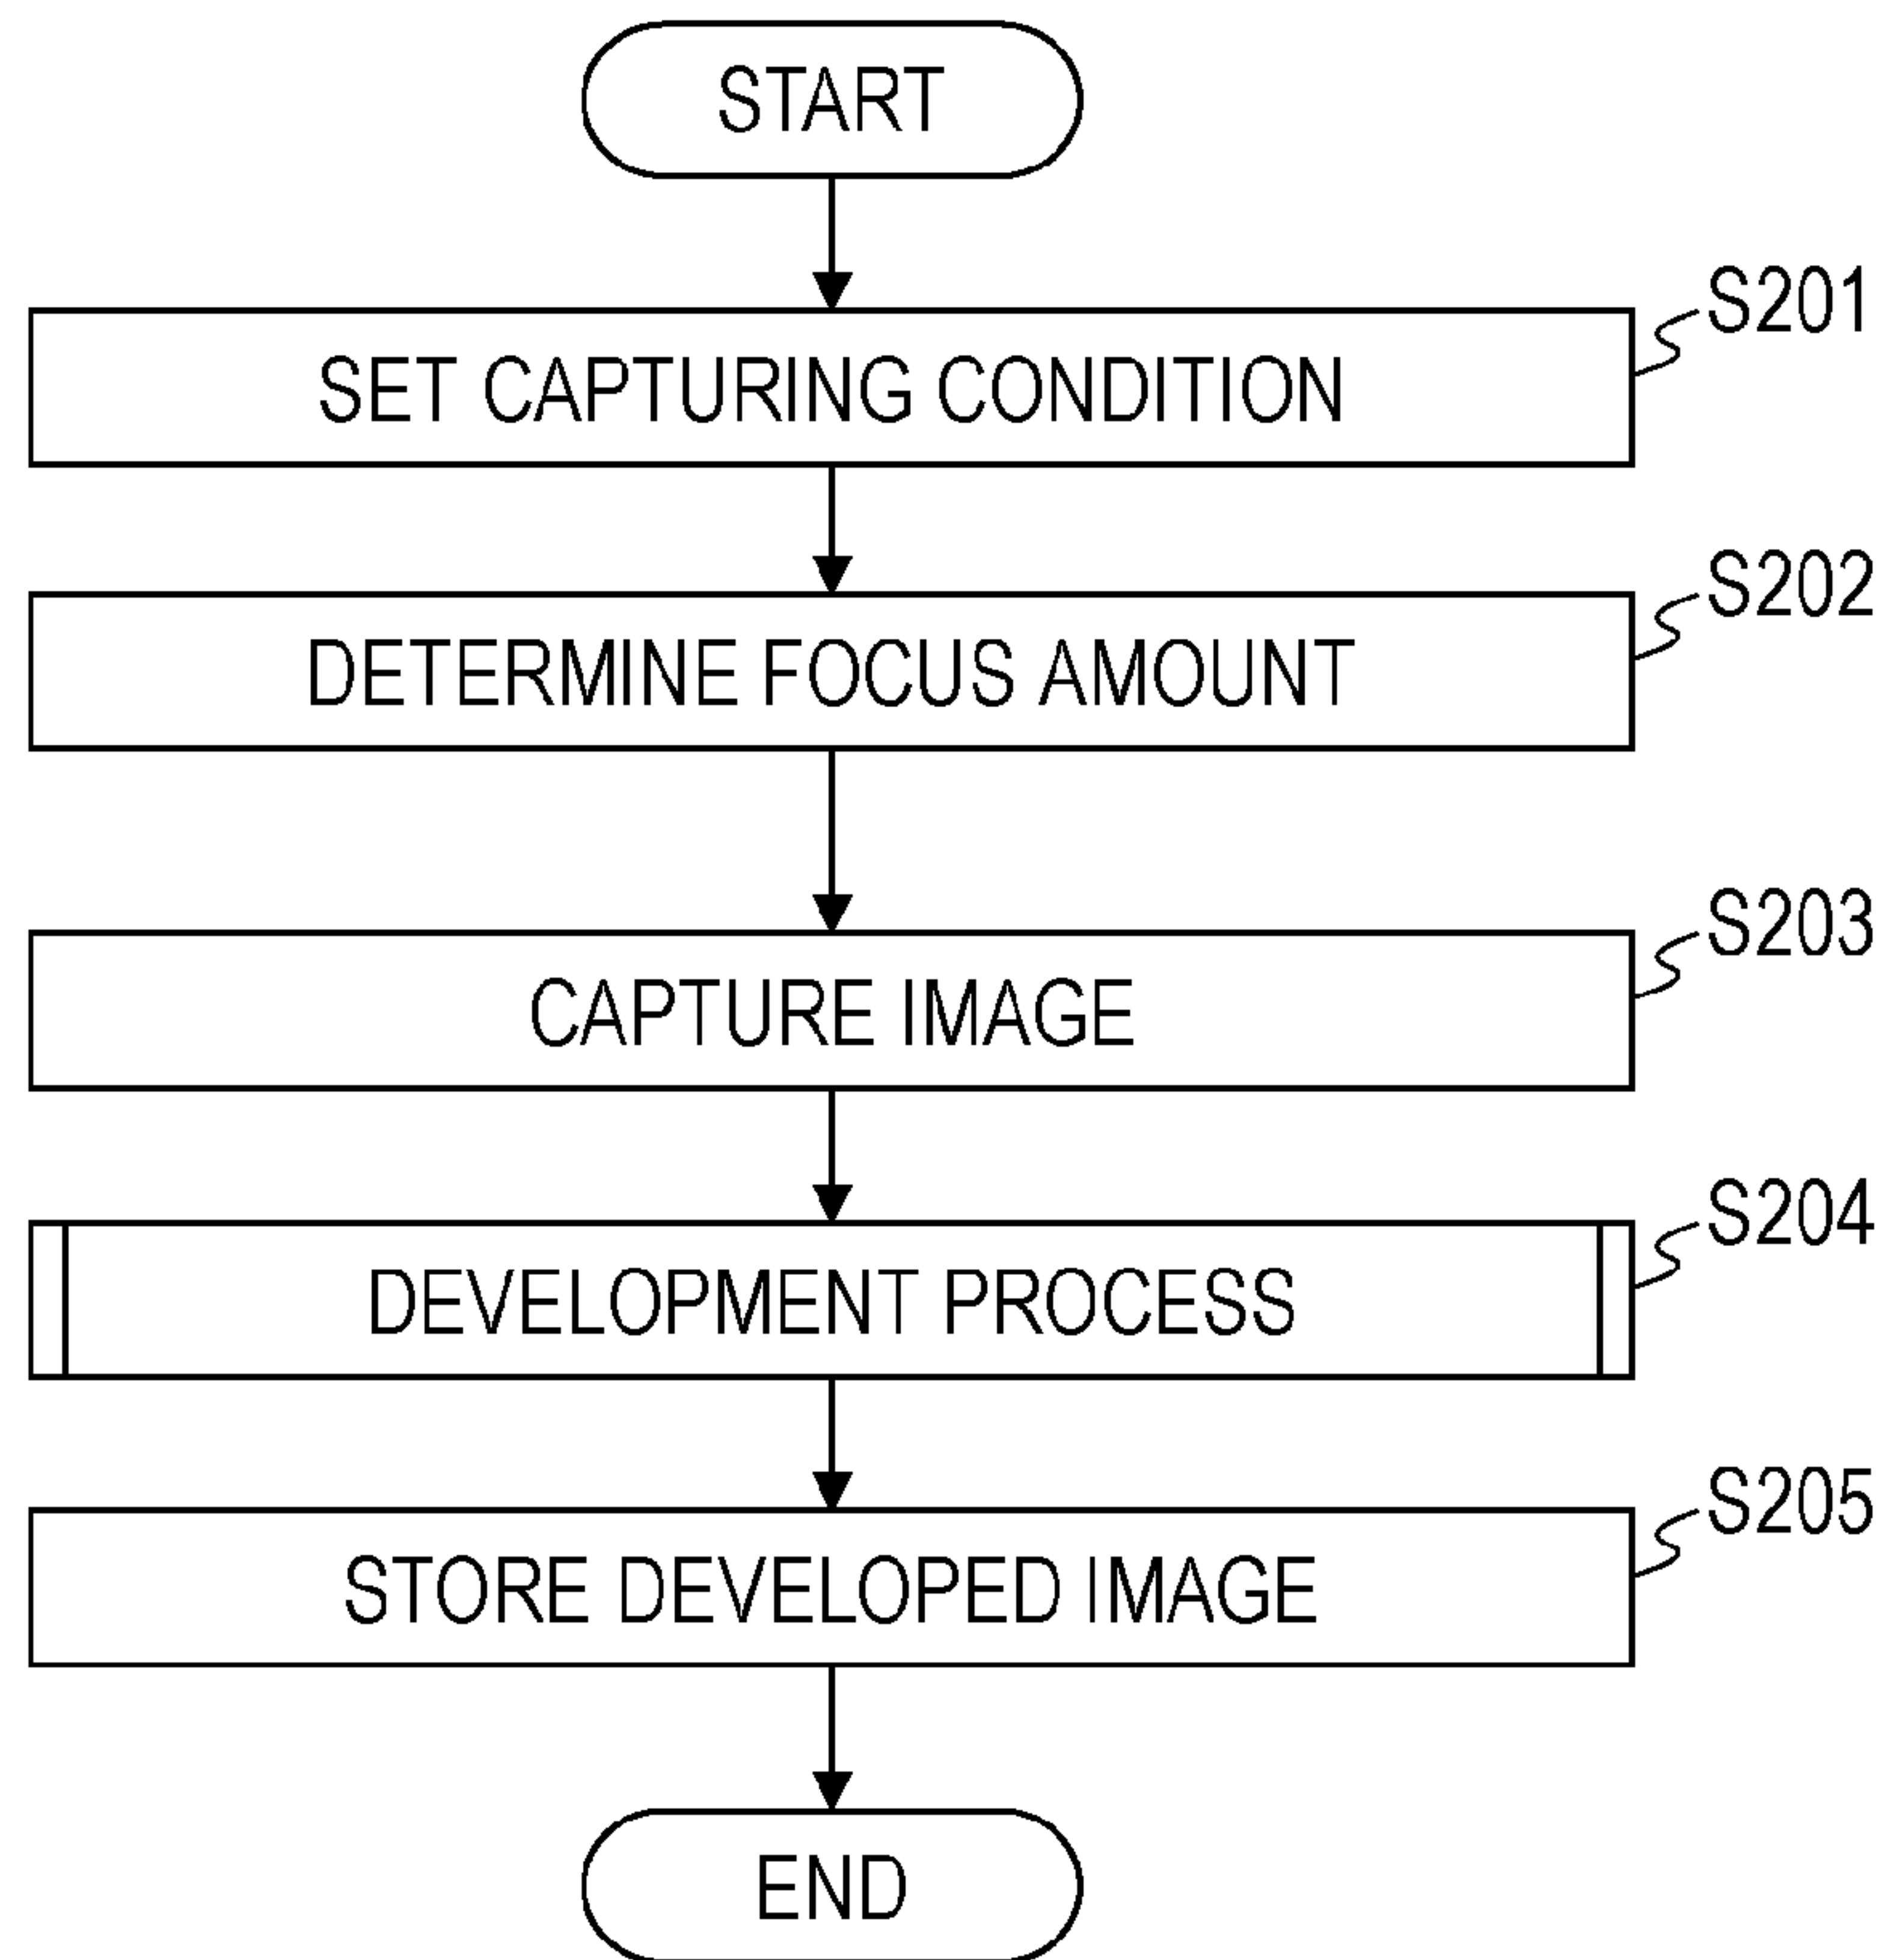 START
S201
SET CAPTURING CONDITION
S202
DETERMINE FOCUS AMOUNT
S203
CAPTURE IMAGE
S204
DEVELOPMENT PROCESS
S205
STORE DEVELOPED IMAGE
END